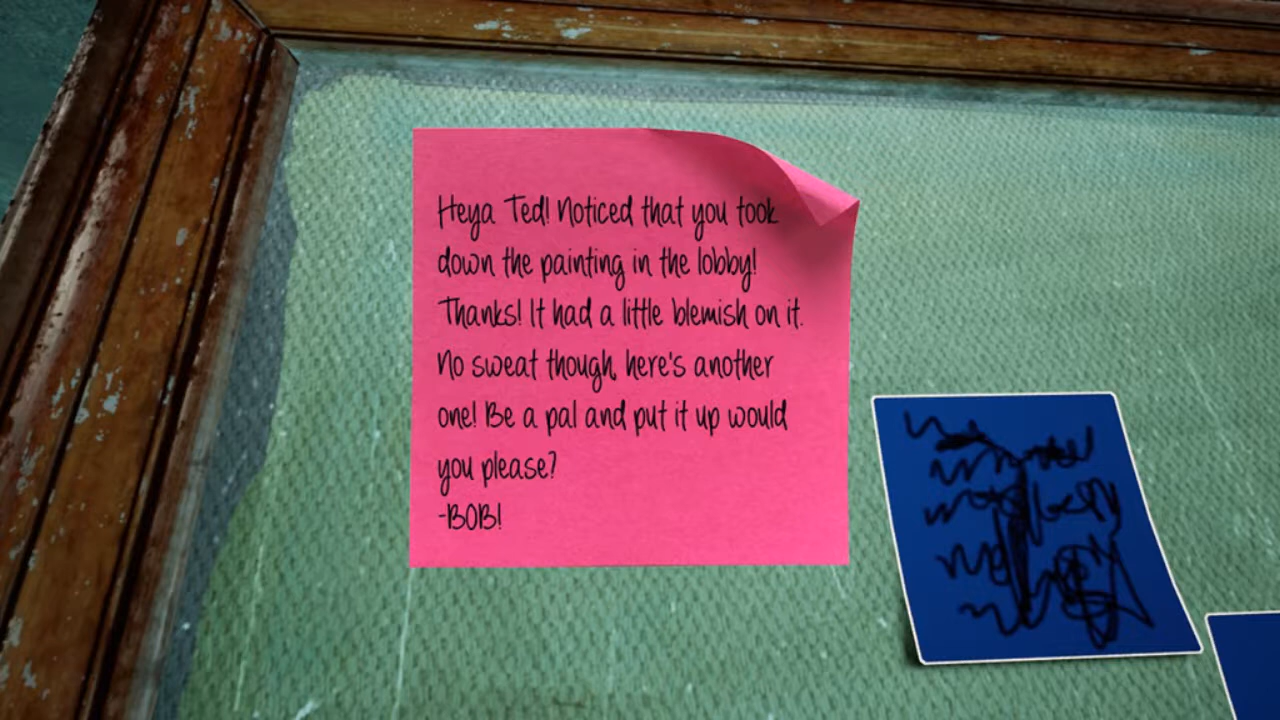 Heya Ted! Noticed that you took
down the painting in the lobby!
Thanks! It had a little blemish on it.
No sweat though, here's another
one! Be a pal and put it up would
you please?
-BOB!